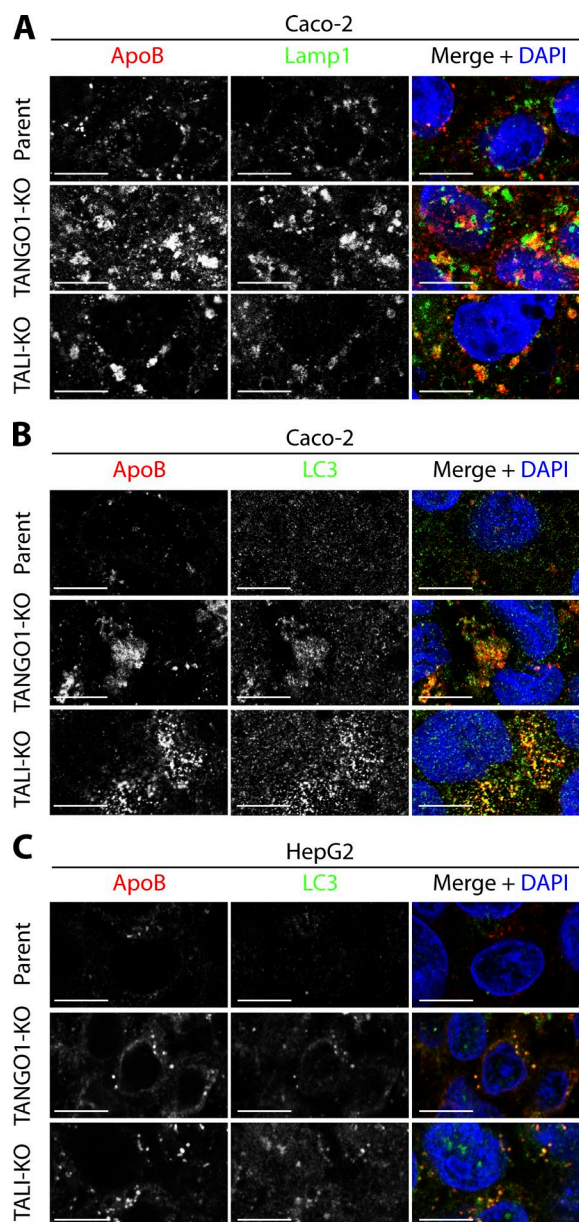 A
Caco-2
ApoB Lamp1 Merge + DAPI
Parent
TANGO1-KO
TALI-KO
B
Caco-2
ApoB LC3 Merge + DAPI
Parent
TANGO1-KO
TALI-KO
C
HepG2
ApoB LC3 Merge + DAPI
Parent
TANGO1-KO
TALI-KO